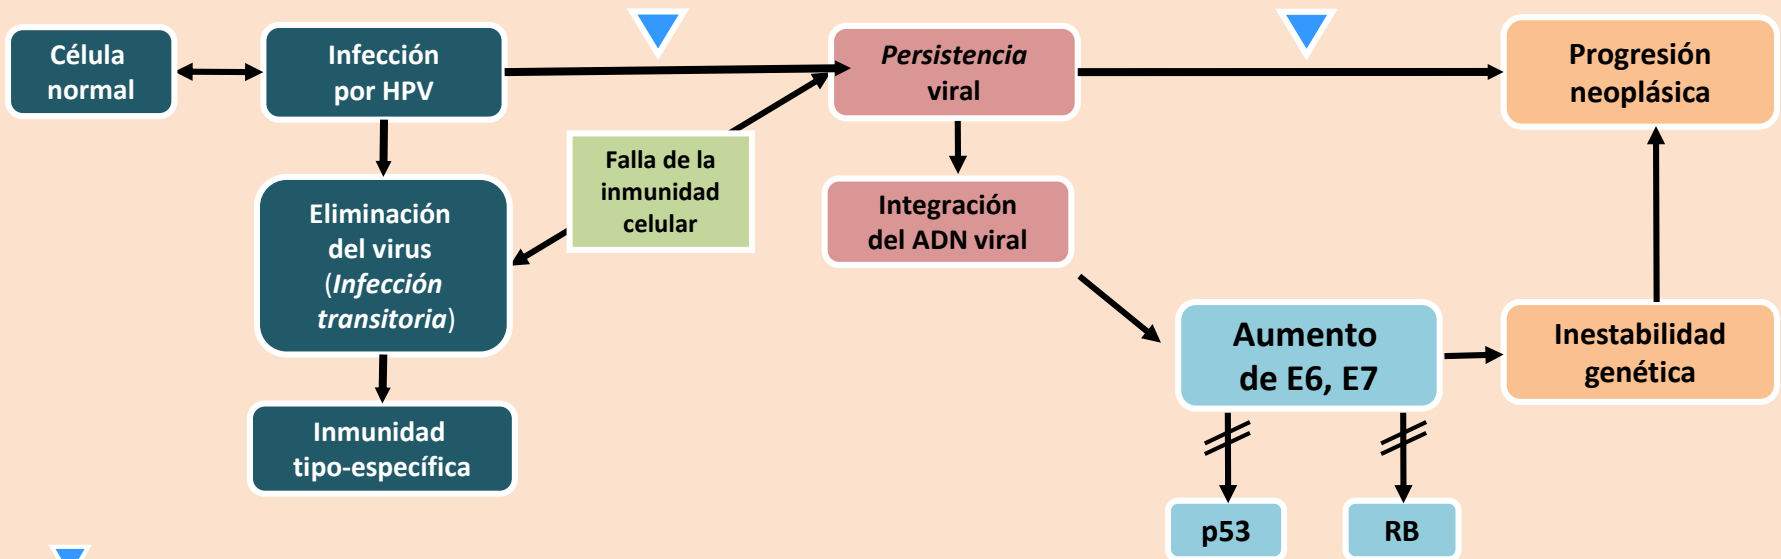 Célula
normal
Infección
por HPV
Persistencia
viral
Progresión
neoplásica
Falla de la
inmunidad
celular
Eliminación
del virus
(Infección
transitoria)
Integración
del ADN viral
Aumento
de E6, E7
Inestabilidad
genética
Inmunidad
tipo-específica
p53
RB